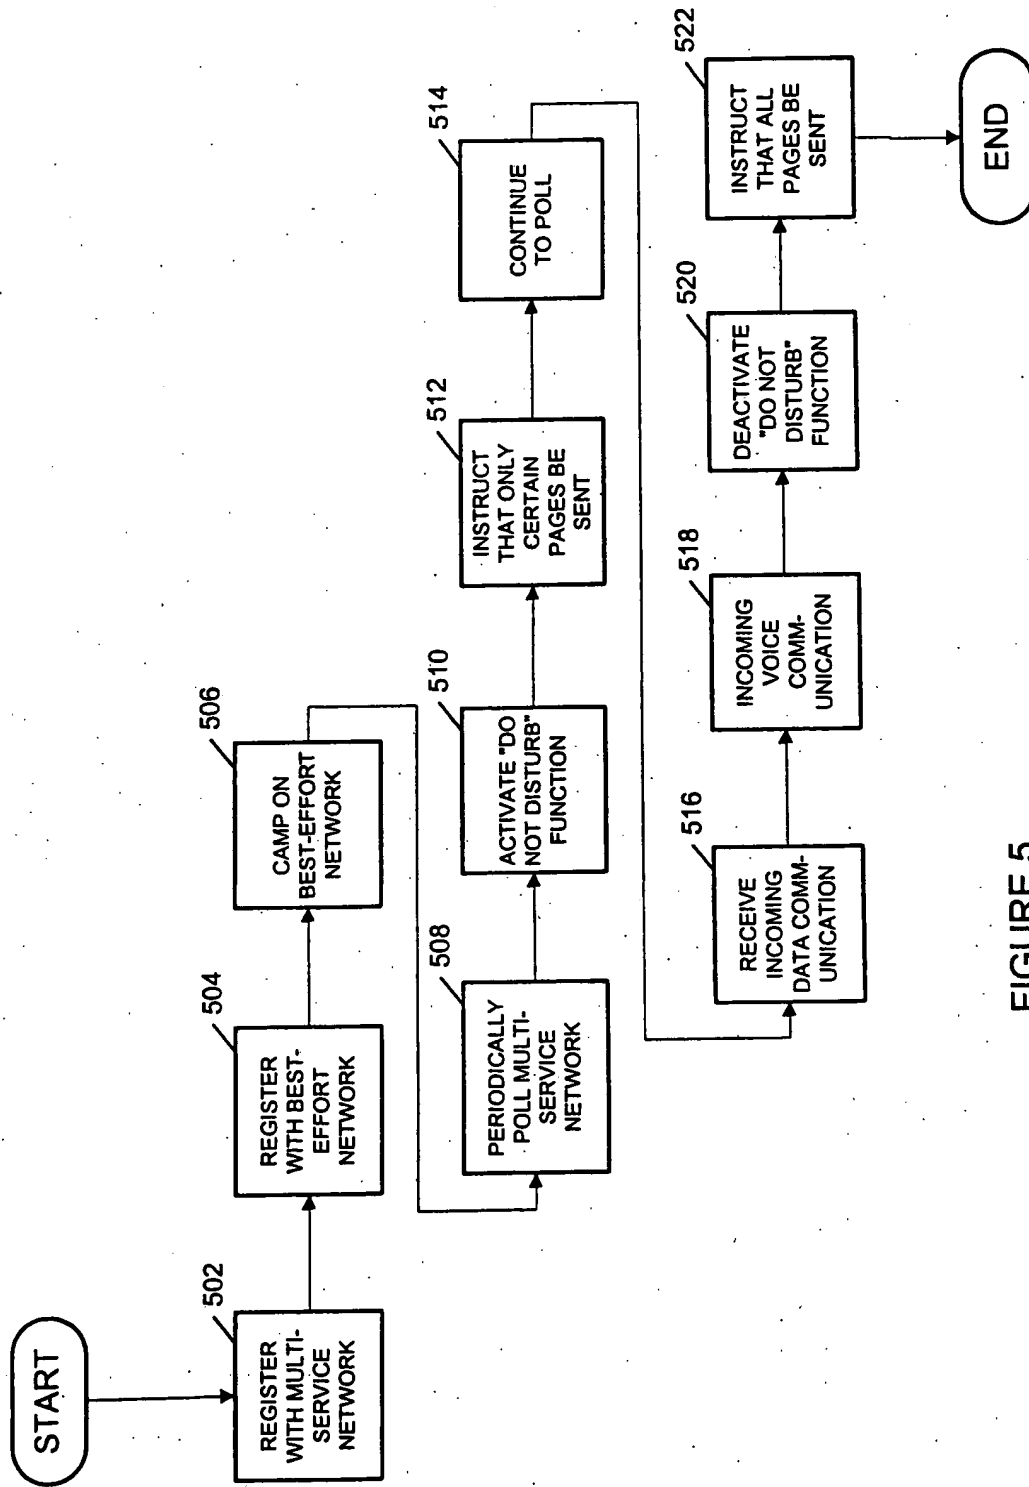 START
502
REGISTER
WITH MULTI-
SERVICE
NETWORK
504
REGISTER
WITH BEST-
EFFORT
NETWORK
506
CAMP ON
BEST-EFFORT
NETWORK
508
PERIODICALLY
POLL MULTI-
SERVICE
NETWORK
510
ACTIVATE "DO
NOT DISTURB"
FUNCTION
512
INSTRUCT
THAT ONLY
CERTAIN
PAGES BE
SENT
514
CONTINUE
TO POLL
516
RECEIVE
INCOMING
DATA COMM-
UNICATION
518
INCOMING
VOICE
COMM-
UNICATION
520
DEACTIVATE
"DO NOT
DISTURB"
FUNCTION
522
INSTRUCT
THAT ALL
PAGES BE
SENT
END
FIGURE 5